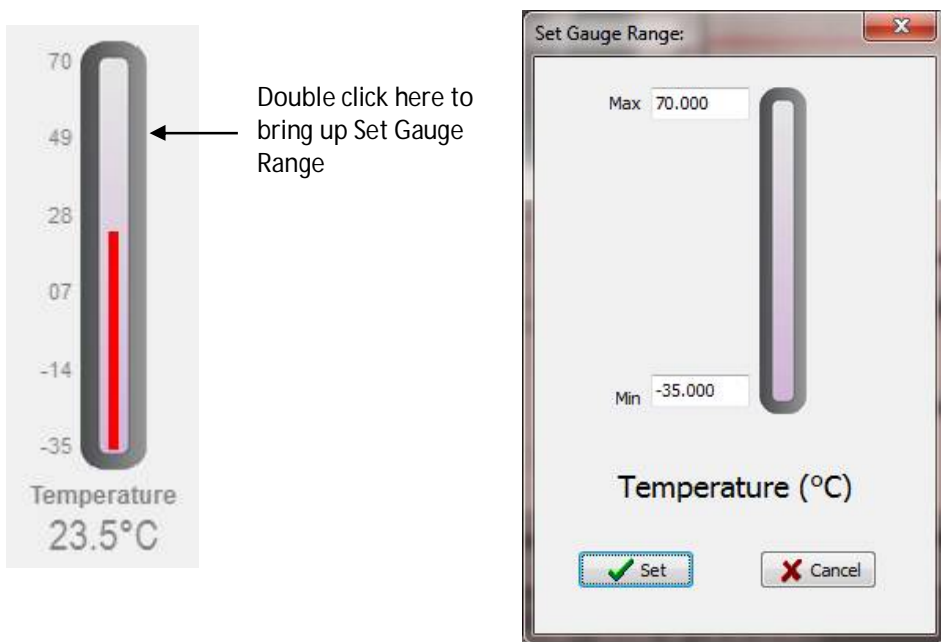 70
49
28
07
-14
-35
Temperature
23.5°C
Double click here to
bring up Set Gauge
Range
Set Gauge Range:
Max 70.000
Min -35.000
Temperature (°C)
Set
Cancel